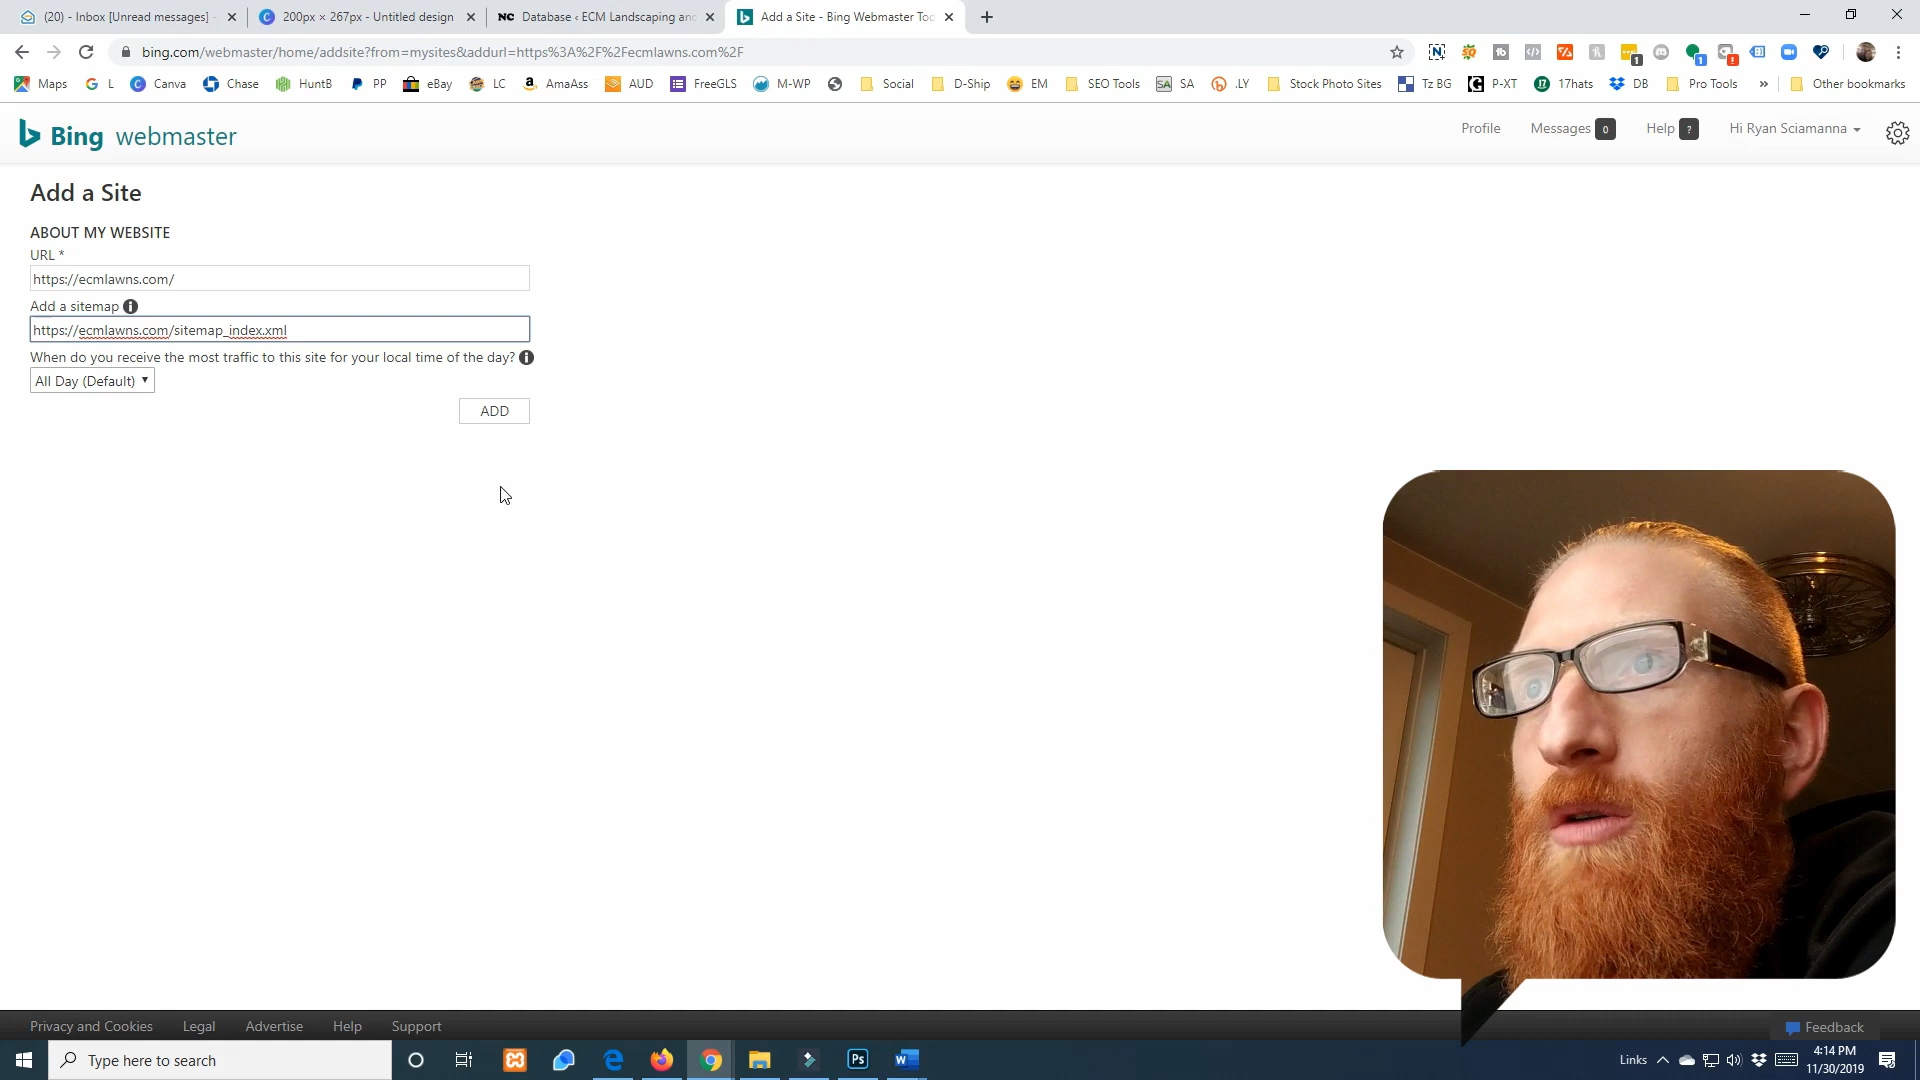 (20) - Inbox [Unread messages] -
200px × 267px - Untitled design
NC Database ‹ ECM Landscaping and
Add a Site - Bing Webmaster Too
bing.com/webmaster/home/addsite?from=mysites&addurl=https%3A%2F%2Fecmlawns.com%2F
Maps L Canva Chase HuntB PP eBay LC AmaAss AUD FreeGLS M-WP Social D-Ship EM SEO Tools SA SA .LY Stock Photo Sites Tz BG P-XT 17hats DB Pro Tools » Other bookmarks
Bing webmaster
Profile Messages 0 Help ? Hi Ryan Sciamanna
Add a Site
ABOUT MY WEBSITE
URL *
https://ecmlawns.com/
Add a sitemap
https://ecmlawns.com/sitemap_index.xml
When do you receive the most traffic to this site for your local time of the day?
All Day (Default)
ADD
Privacy and Cookies Legal Advertise Help Support
Feedback
Type here to search
Ps
Links
4:14 PM
11/30/2019